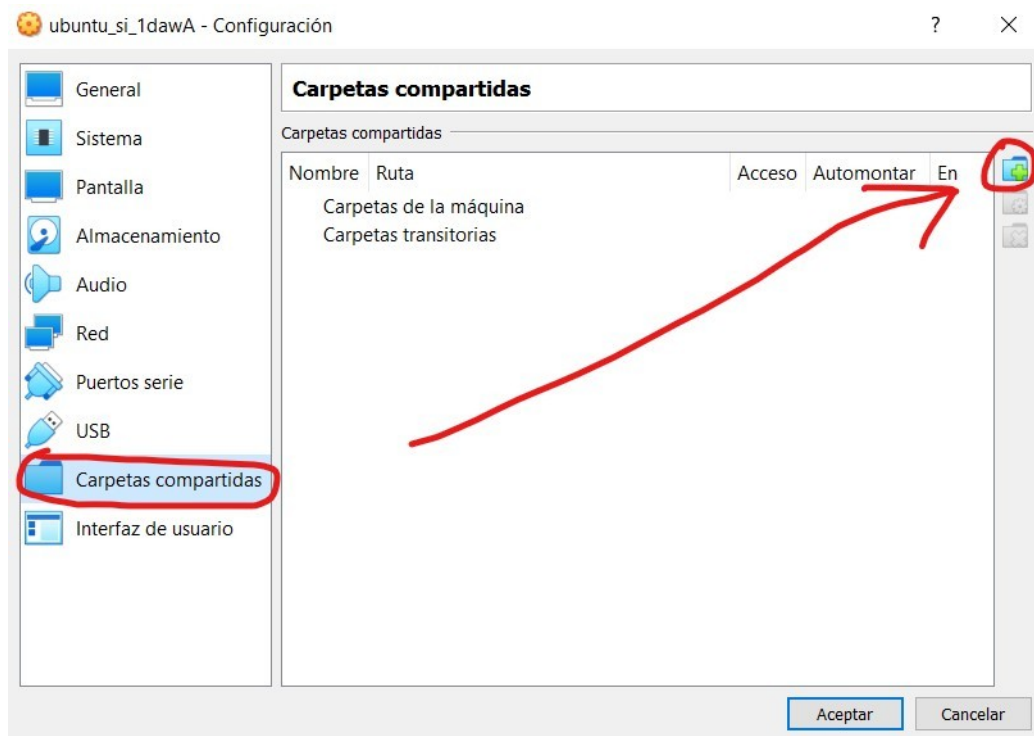 ubuntu_si_1dawA - Configuración
?
General
Sistema
Pantalla
Almacenamiento
Audio
Red
Puertos serie
USB
Carpetas compartidas
Interfaz de usuario
Carpetas compartidas
Carpetas compartidas
Nombre Ruta Acceso Automontar En
Carpetas de la máquina
Carpetas transitorias
Aceptar Cancelar